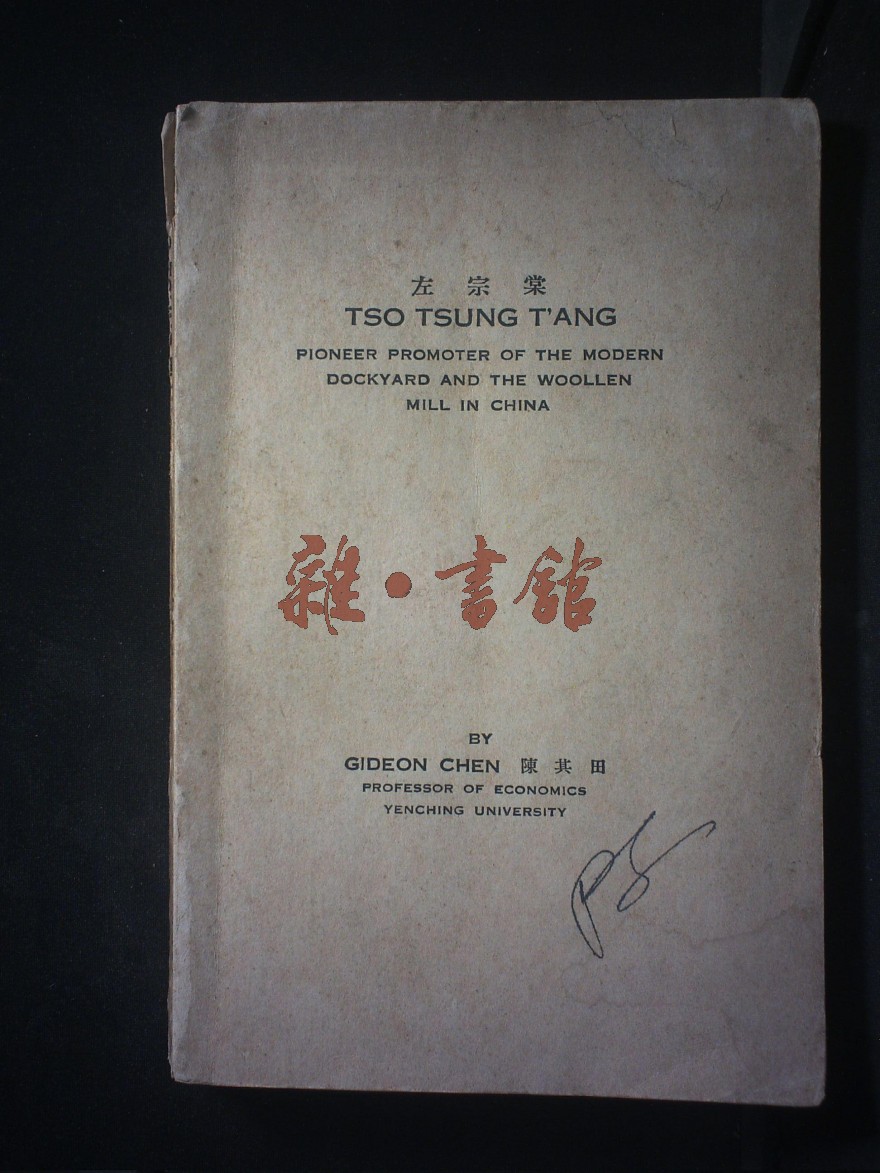 左宗棠
TSO TSUNG T'ANG
PIONEER PROMOTER OF THE MODERN
DOCKYARD AND THE WOOLLEN
MILL IN CHINA
雜·書館
BY
GIDEON CHEN 陳其田
PROFESSOR OF ECONOMICS
YENCHING UNIVERSITY